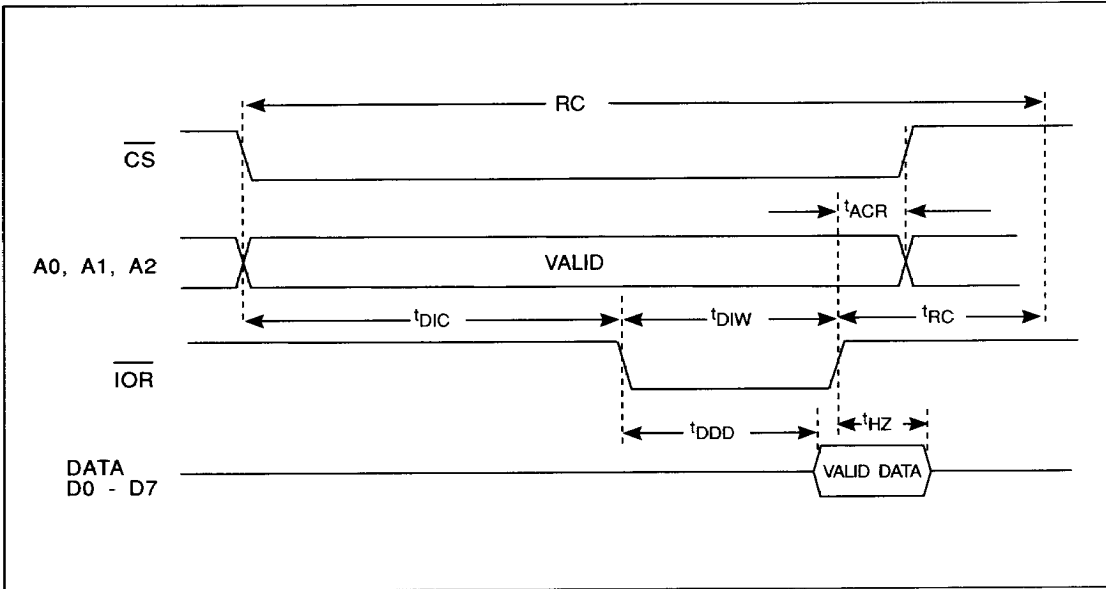 RC
CS
tACR
A0, A1, A2
VALID
tDIC
tDIW
tRC
IOR
tDDD
tHZ
DATA
D0 - D7
VALID DATA